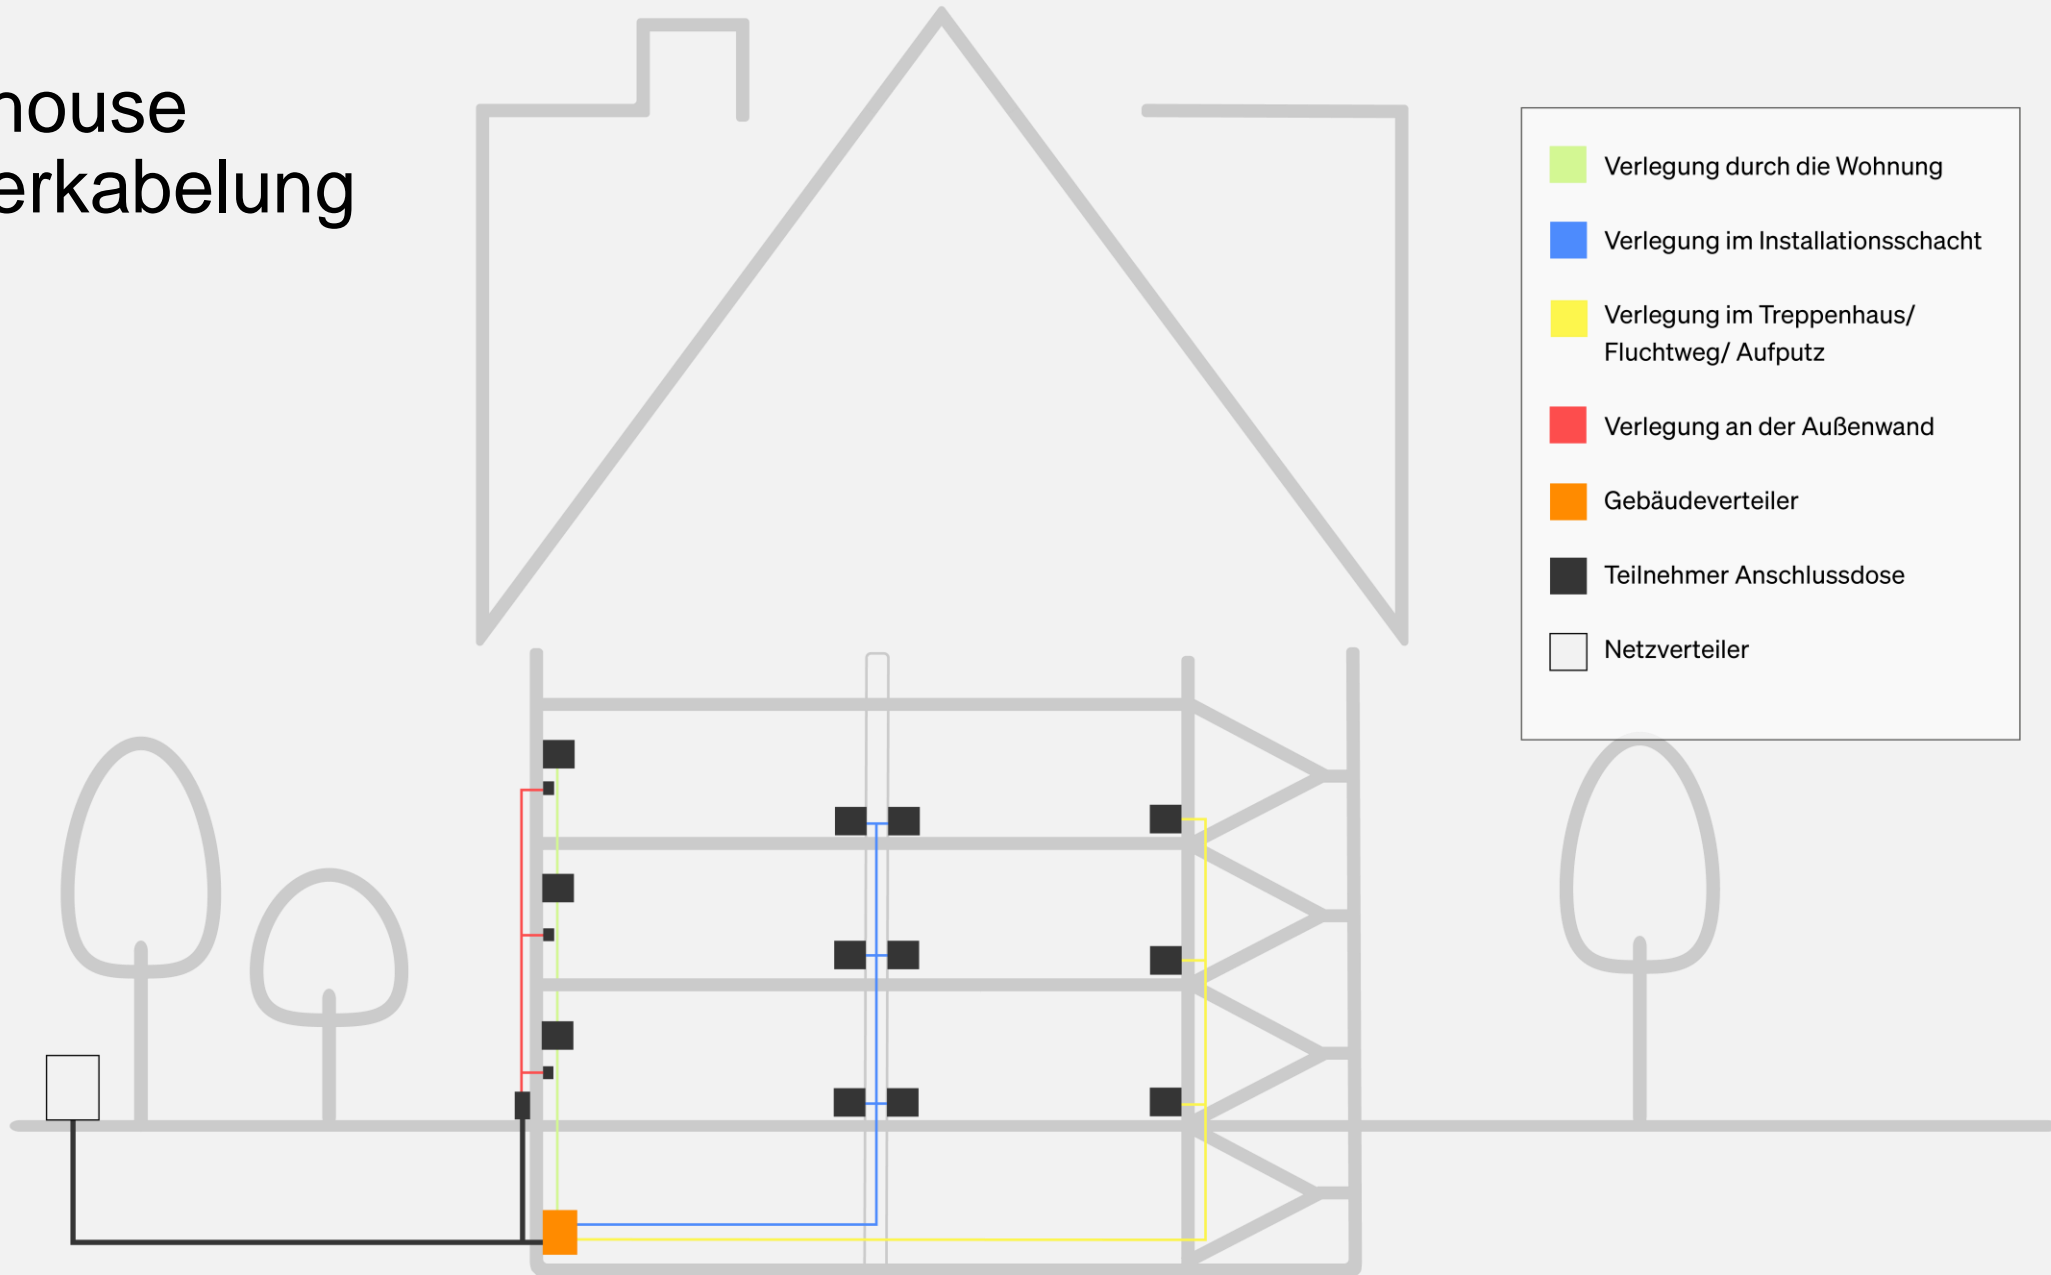 nouse
erkabelung
Verlegung durch die Wohnung
Verlegung im Installationsschacht
Verlegung im Treppenhaus/
Fluchtweg/ Aufputz
Verlegung an der Außenwand
Gebäudeverteiler
Teilnehmer Anschlussdose
Netzverteiler